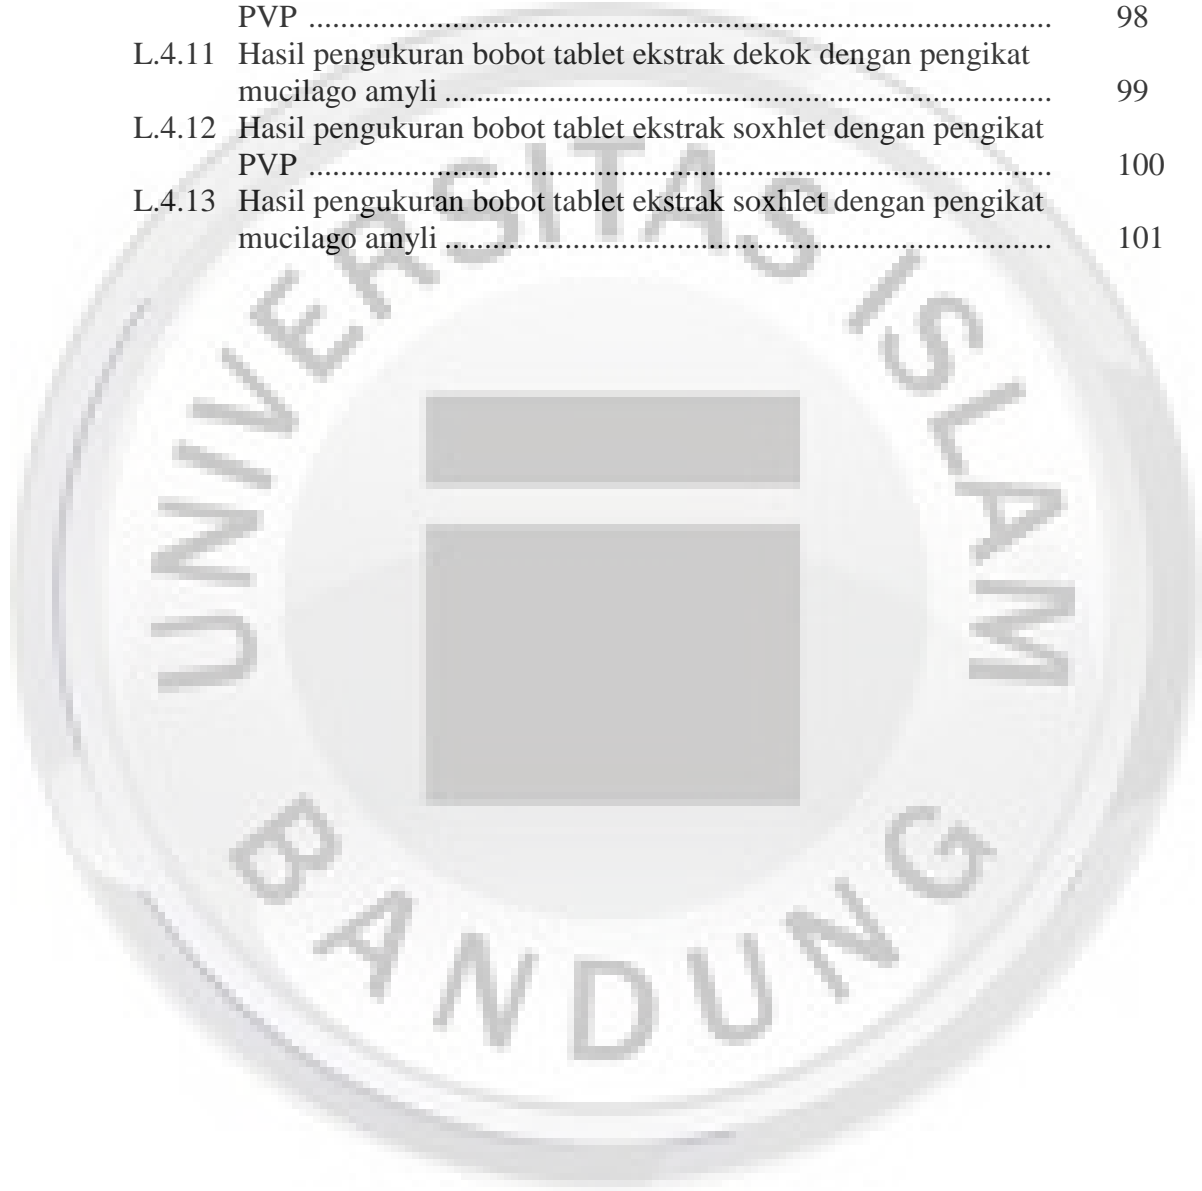 PVP ........................................................................... 98
L.4.11 Hasil pengukuran bobot tablet ekstrak dekok dengan pengikat
mucilago amyli ............................................................. 99
L.4.12 Hasil pengukuran bobot tablet ekstrak soxhlet dengan pengikat
PVP ........................................................................... 100
L.4.13 Hasil pengukuran bobot tablet ekstrak soxhlet dengan pengikat
mucilago amyli ............................................................. 101
UNIVERSITAS ISLAM
BANDUNG